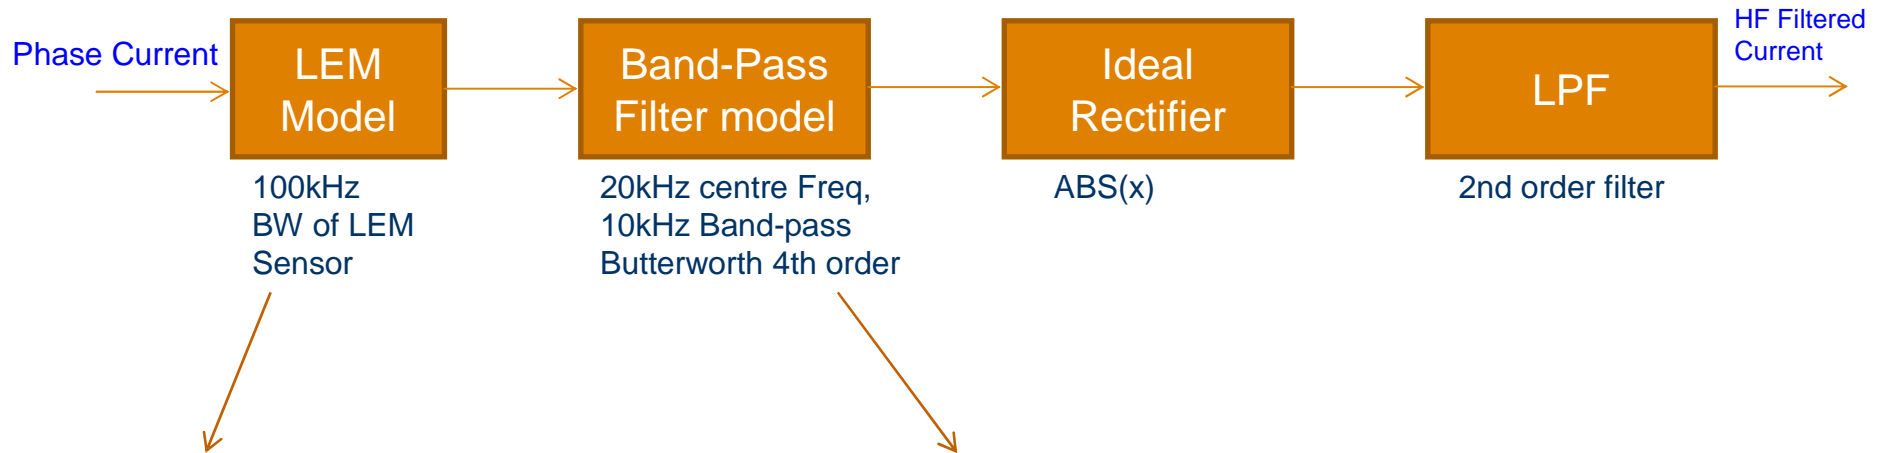 Phase Current
LEM
Model
Band-Pass
Filter model
Ideal
Rectifier
LPF
HF Filtered
Current
100kHz
BW of LEM
Sensor
20kHz centre Freq,
10kHz Band-pass
Butterworth 4th order
ABS(x)
2nd order filter